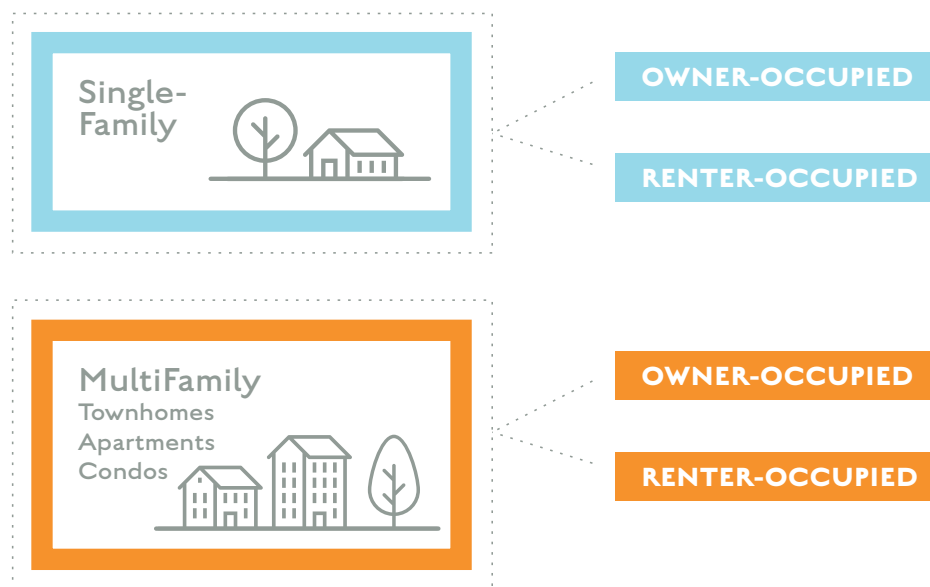 Single-
Family
OWNER-OCCUPIED
RENTER-OCCUPIED
MultiFamily
Townhomes
Apartments
Condos
OWNER-OCCUPIED
RENTER-OCCUPIED